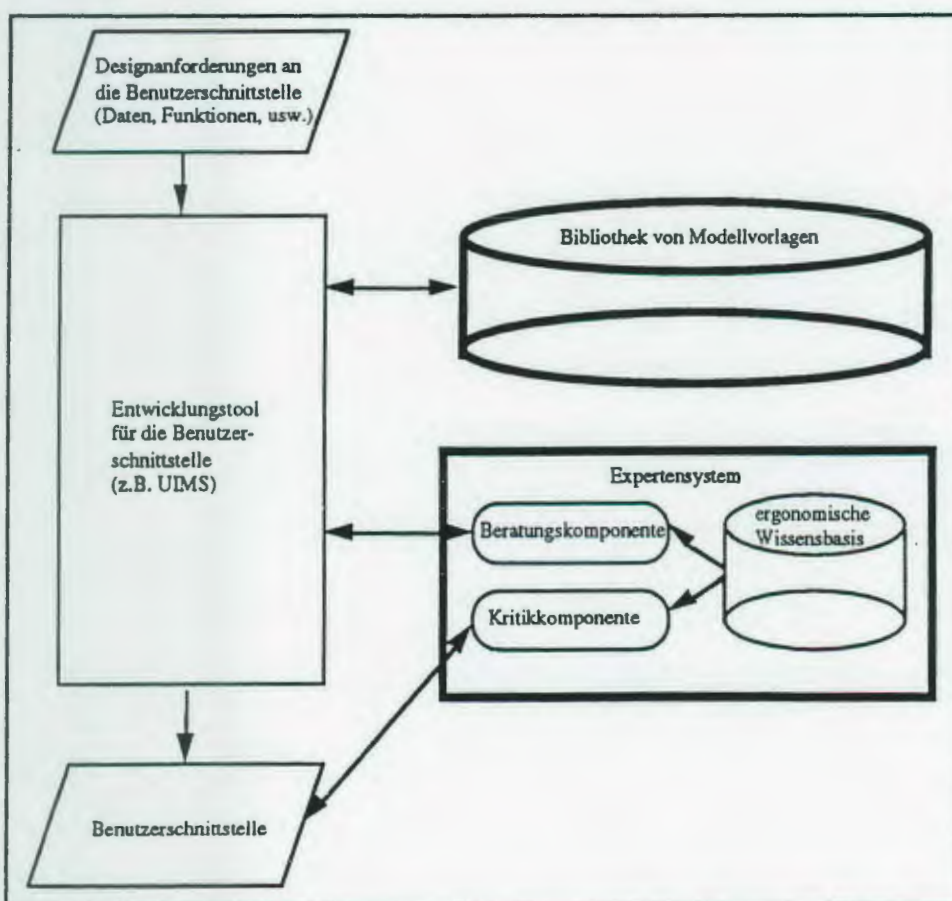 Designanforderungen an
die Benutzerschnittstelle
(Daten, Funktionen, usw.)
Bibliothek von Modellvorlagen
Entwicklungstool
für die Benutzer-
schnittstelle
(z.B. UIMS)
Expertensystem
Beratungskomponente
ergonomische
Wissensbasis
Kritikkomponente
Benutzerschnittstelle